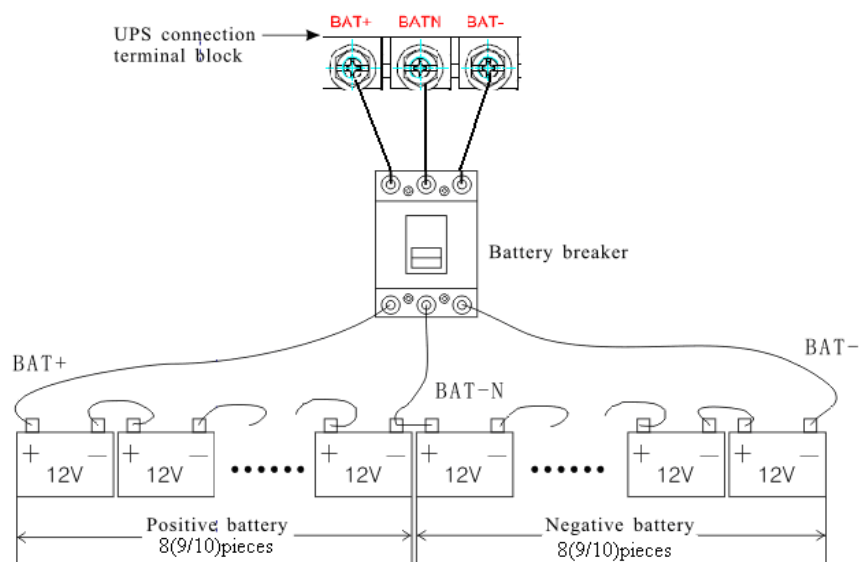 BAT+ BATN BAT-
UPS connection
terminal block
Battery breaker
BAT+
BAT-
BAT-N
+ − + − + − + − + − + −
12V 12V 12V 12V 12V 12V
Positive battery
8(9/10)pieces
Negative battery
8(9/10)pieces